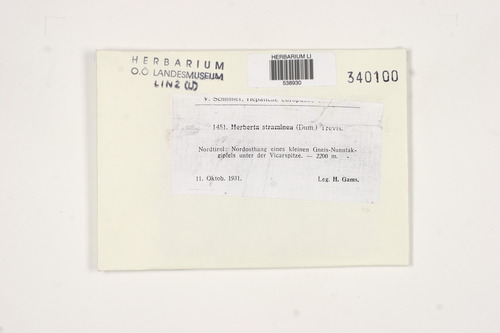 HERBARIUM
O.Ö. LANDESMUSEUM
LINZ (LI)
HERBARIUM LI
538930
340100
1451. Herberta straminea (Dum.) Trevis.
Nordtirol: Nordosthang eines kleinen Gneis-Nunatak-
gipfels unter der Vicarspitze. — 2200 m.
11. Oktob. 1931.
Leg. H. Gams.